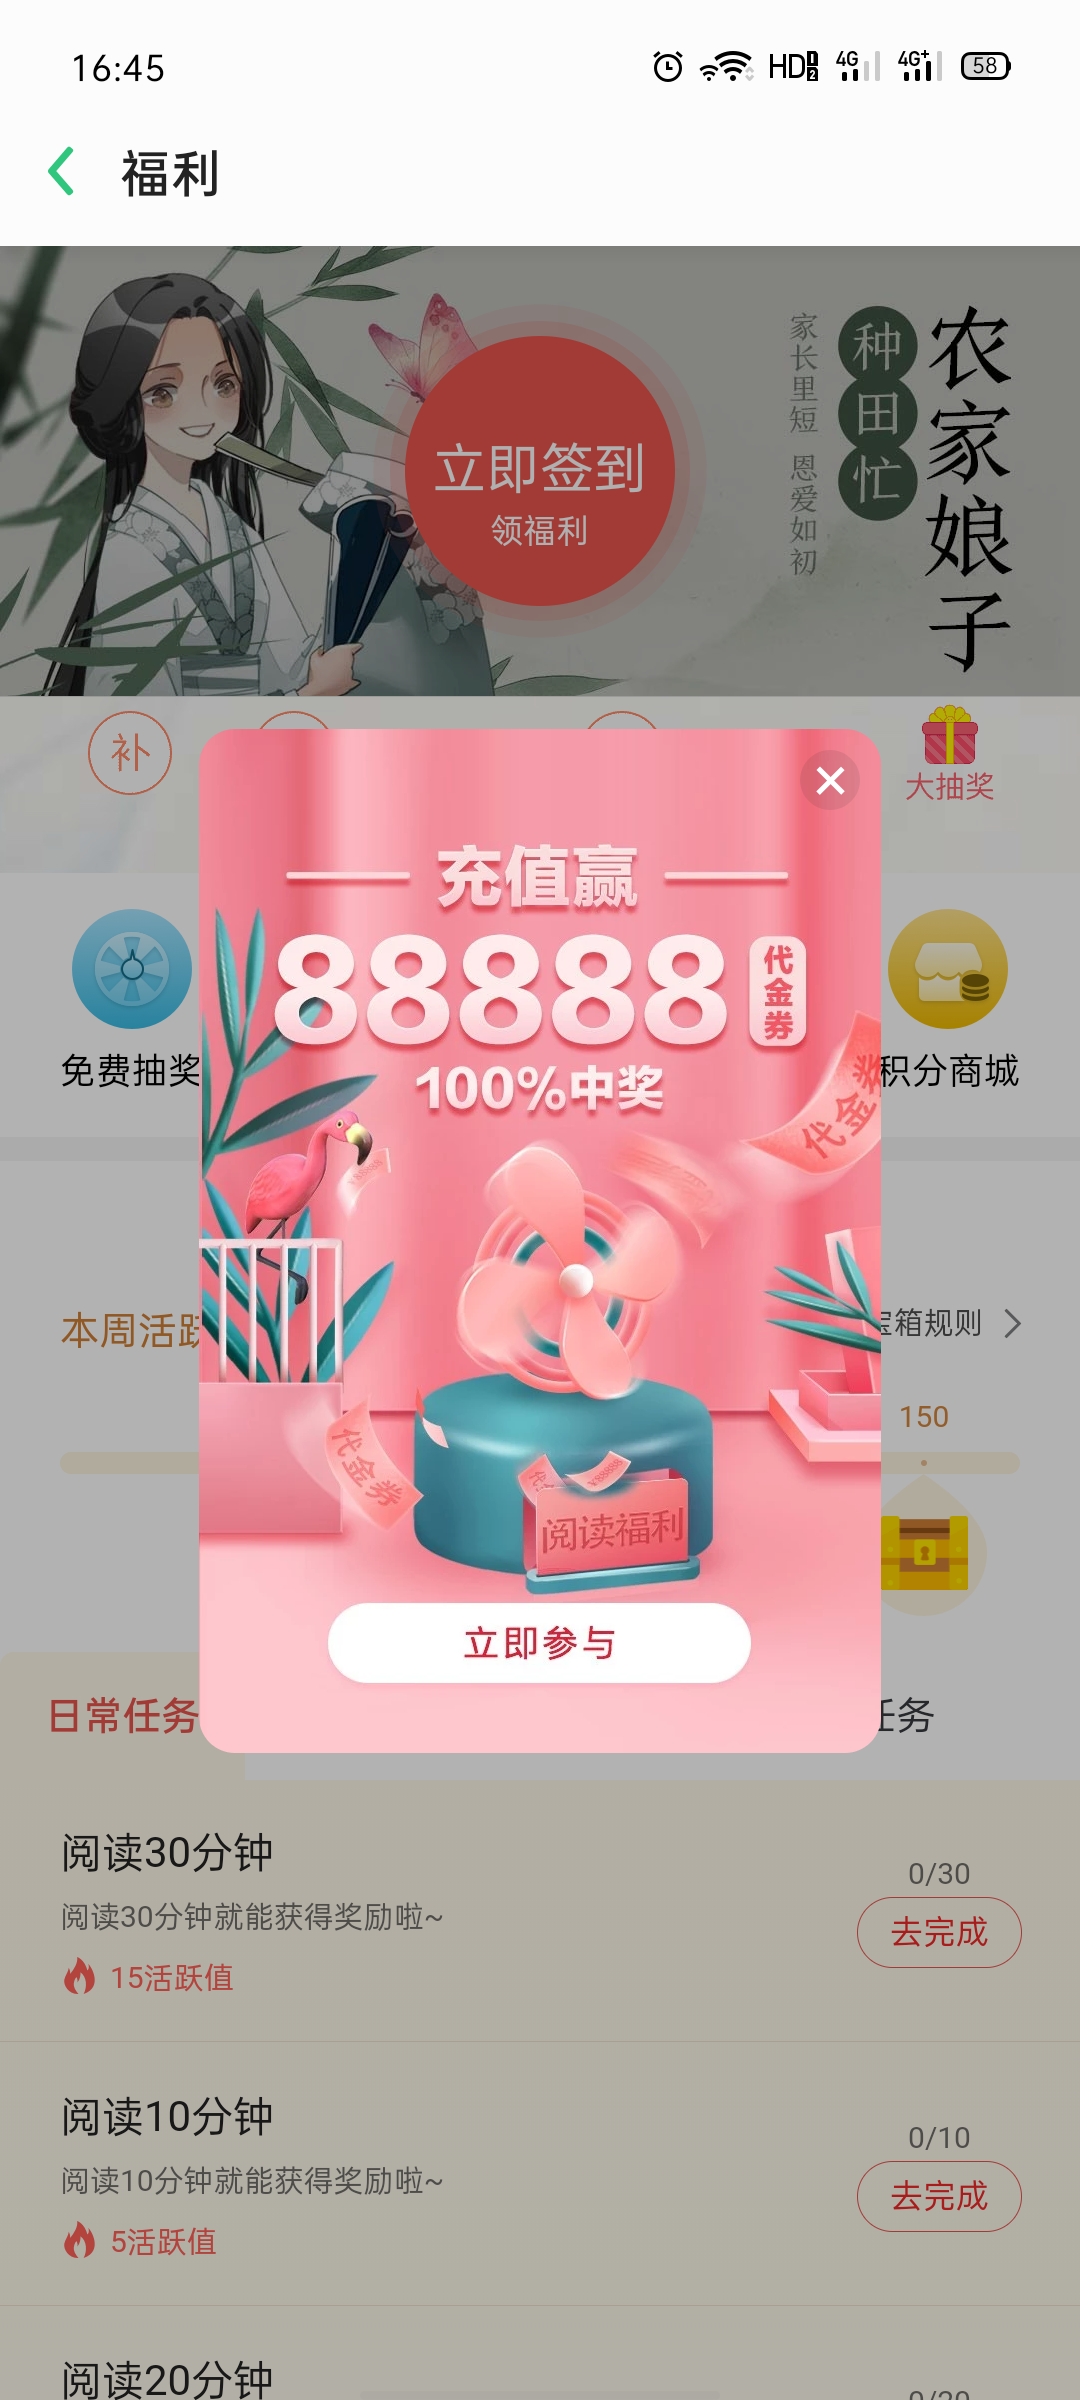 16:45
HD 1 2 4G 4G+ 58
福利
农家娘子
种田忙
家长里短 恩爱如初
立即签到
领福利
补
大抽奖
充值赢
88888
代金券
100%中奖
代金券
免费抽奖
积分商城
本周活跃
宝箱规则
150
代金券
阅读福利
立即参与
日常任务
任务
阅读30分钟
阅读30分钟就能获得奖励啦~
15活跃值
0/30
去完成
阅读10分钟
阅读10分钟就能获得奖励啦~
5活跃值
0/10
去完成
阅读20分钟